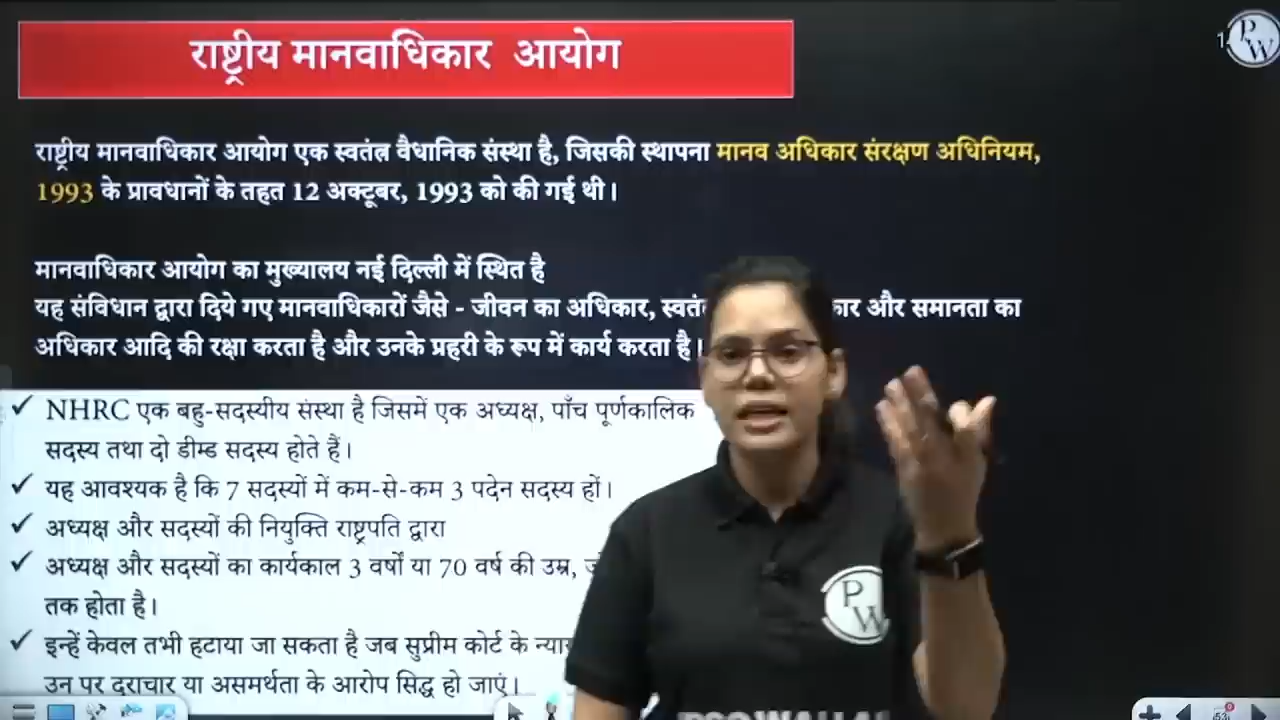 राष्ट्रीय मानवाधिकार आयोग
राष्ट्रीय मानवाधिकार आयोग एक स्वतंत्र वैधानिक संस्था है, जिसकी स्थापना मानव अधिकार संरक्षण अधिनियम,
1993 के प्रावधानों के तहत 12 अक्टूबर, 1993 को की गई थी।
मानवाधिकार आयोग का मुख्यालय नई दिल्ली में स्थित है
यह संविधान द्वारा दिये गए मानवाधिकारों जैसे - जीवन का अधिकार, और समानता का
अधिकार आदि की रक्षा करता है और उनके प्रहरी के रूप में कार्य करता है।
✓ NHRC एक बहु-सदस्यीय संस्था है जिसमें एक अध्यक्ष, पाँच पूर्णकालिक
सदस्य तथा दो डीम्ड सदस्य होते हैं।
✓ यह आवश्यक है कि 7 सदस्यों में कम-से-कम 3 पदेन सदस्य हों।
✓ अध्यक्ष और सदस्यों की नियुक्ति राष्ट्रपति द्वारा
✓ अध्यक्ष और सदस्यों का कार्यकाल 3 वर्षों या 70 वर्ष की उम्र,
तक होता है।
✓ इन्हें केवल तभी हटाया जा सकता है जब सुप्रीम कोर्ट के
उन पर दुराचार या असमर्थता के आरोप सिद्ध हो जाएं।
PW
PW
53